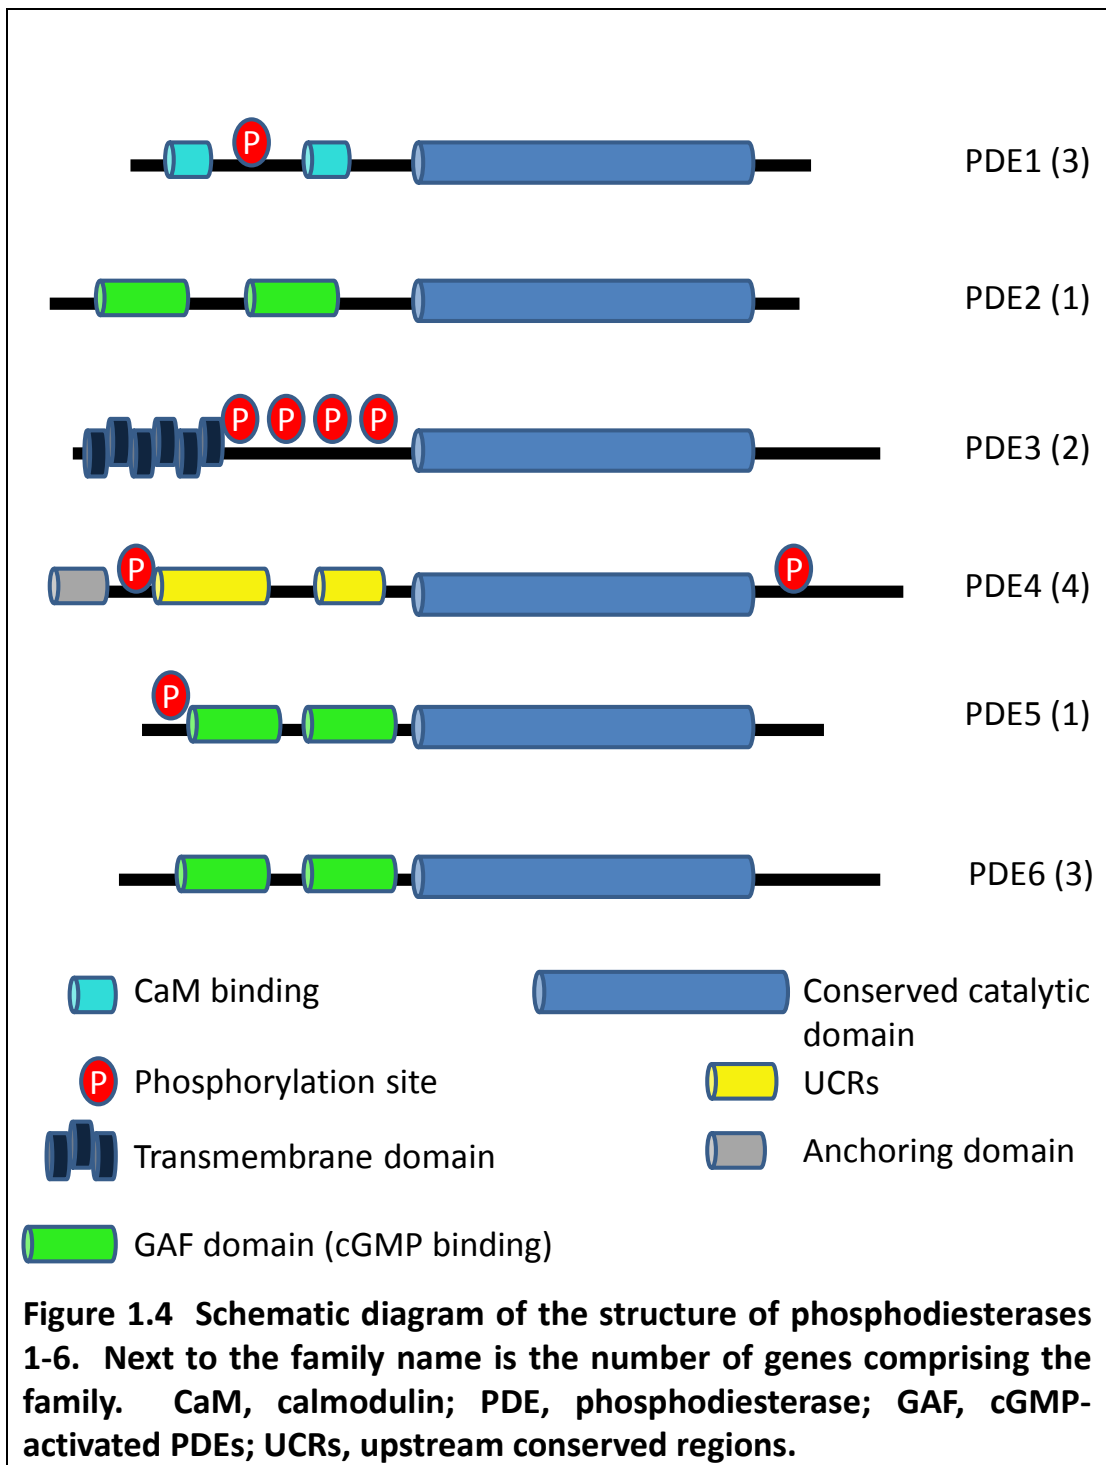 P
PDE1 (3)
PDE2 (1)
P P P P
PDE3 (2)
P P
PDE4 (4)
P
PDE5 (1)
PDE6 (3)
CaM binding
Conserved catalytic
domain
P Phosphorylation site
UCRs
Transmembrane domain
Anchoring domain
GAF domain (cGMP binding)
Figure 1.4 Schematic diagram of the structure of phosphodiesterases
1-6. Next to the family name is the number of genes comprising the
family. CaM, calmodulin; PDE, phosphodiesterase; GAF, cGMP-
activated PDEs; UCRs, upstream conserved regions.